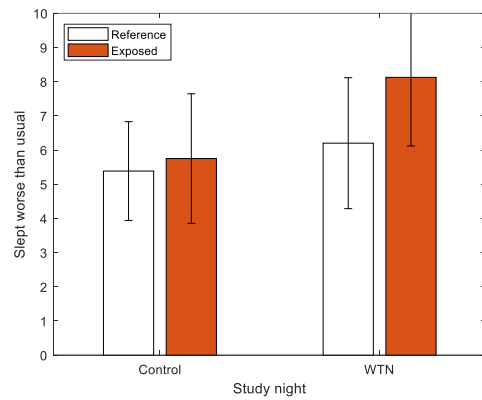 Reference
Exposed
10
9
8
7
6
5
4
3
2
1
0
Slept worse than usual
Control
WTN
Study night